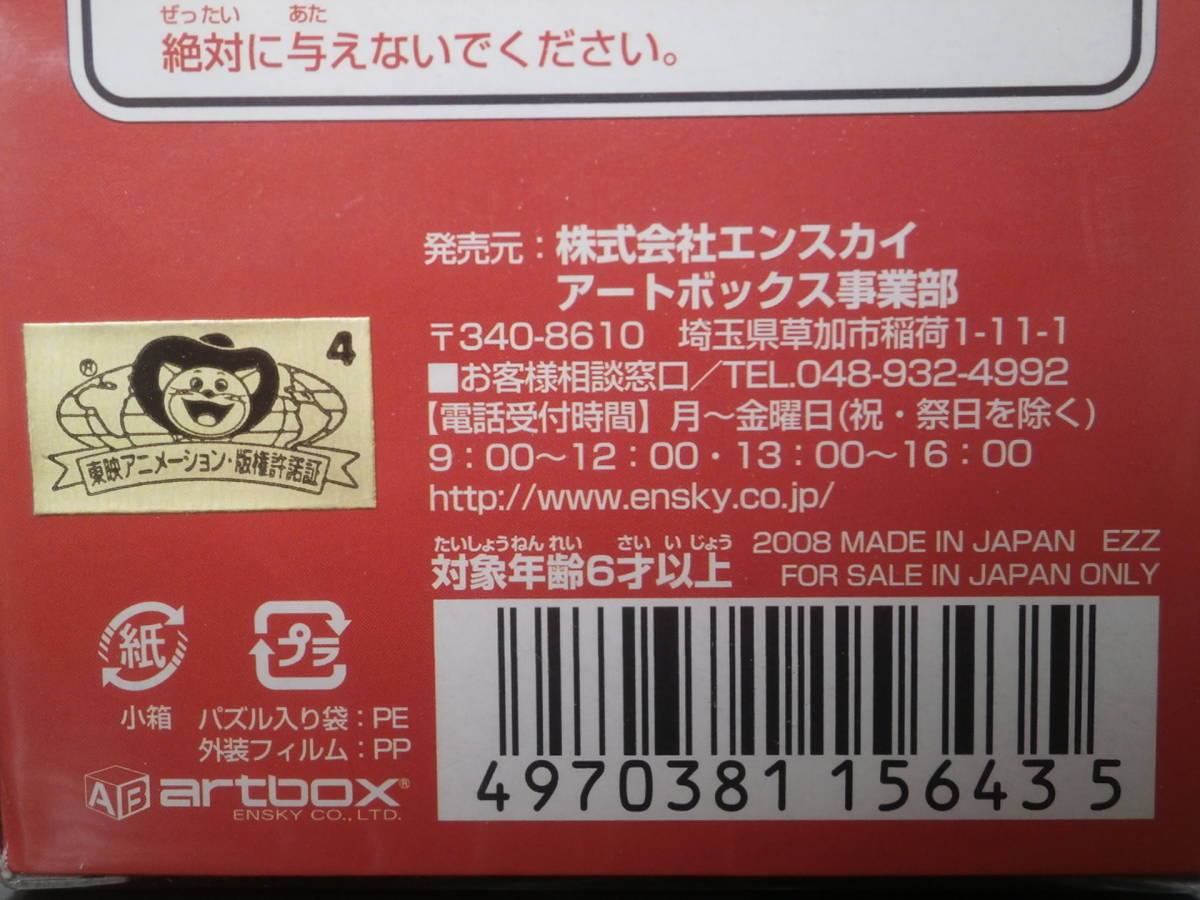 ぜったい あた
絶対に与えないでください。
発売元：株式会社エンスカイ
アートボックス事業部
〒340-8610 埼玉県草加市稲荷1-11-1
■お客様相談窓口／TEL.048-932-4992
【電話受付時間】月～金曜日(祝・祭日を除く)
9：00～12：00・13：00～16：00
http://www.ensky.co.jp/
たいしょうねんれい さい いじょう
対象年齢6才以上
2008 MADE IN JAPAN EZZ
FOR SALE IN JAPAN ONLY
4
東映アニメーション・版権許諾証
紙 プラ
小箱 パズル入り袋：PE
外装フィルム：PP
AB artbox®
ENSKY CO., LTD.
4970381 156435